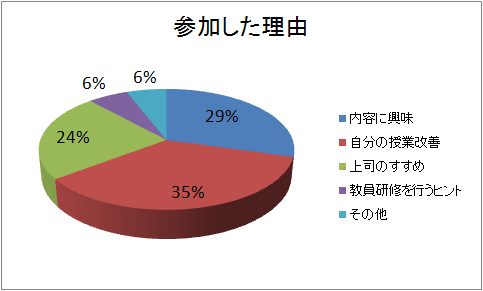 参加した理由
6%
6%
29%
24%
35%
内容に興味
自分の授業改善
上司のすすめ
教員研修を行うヒント
その他